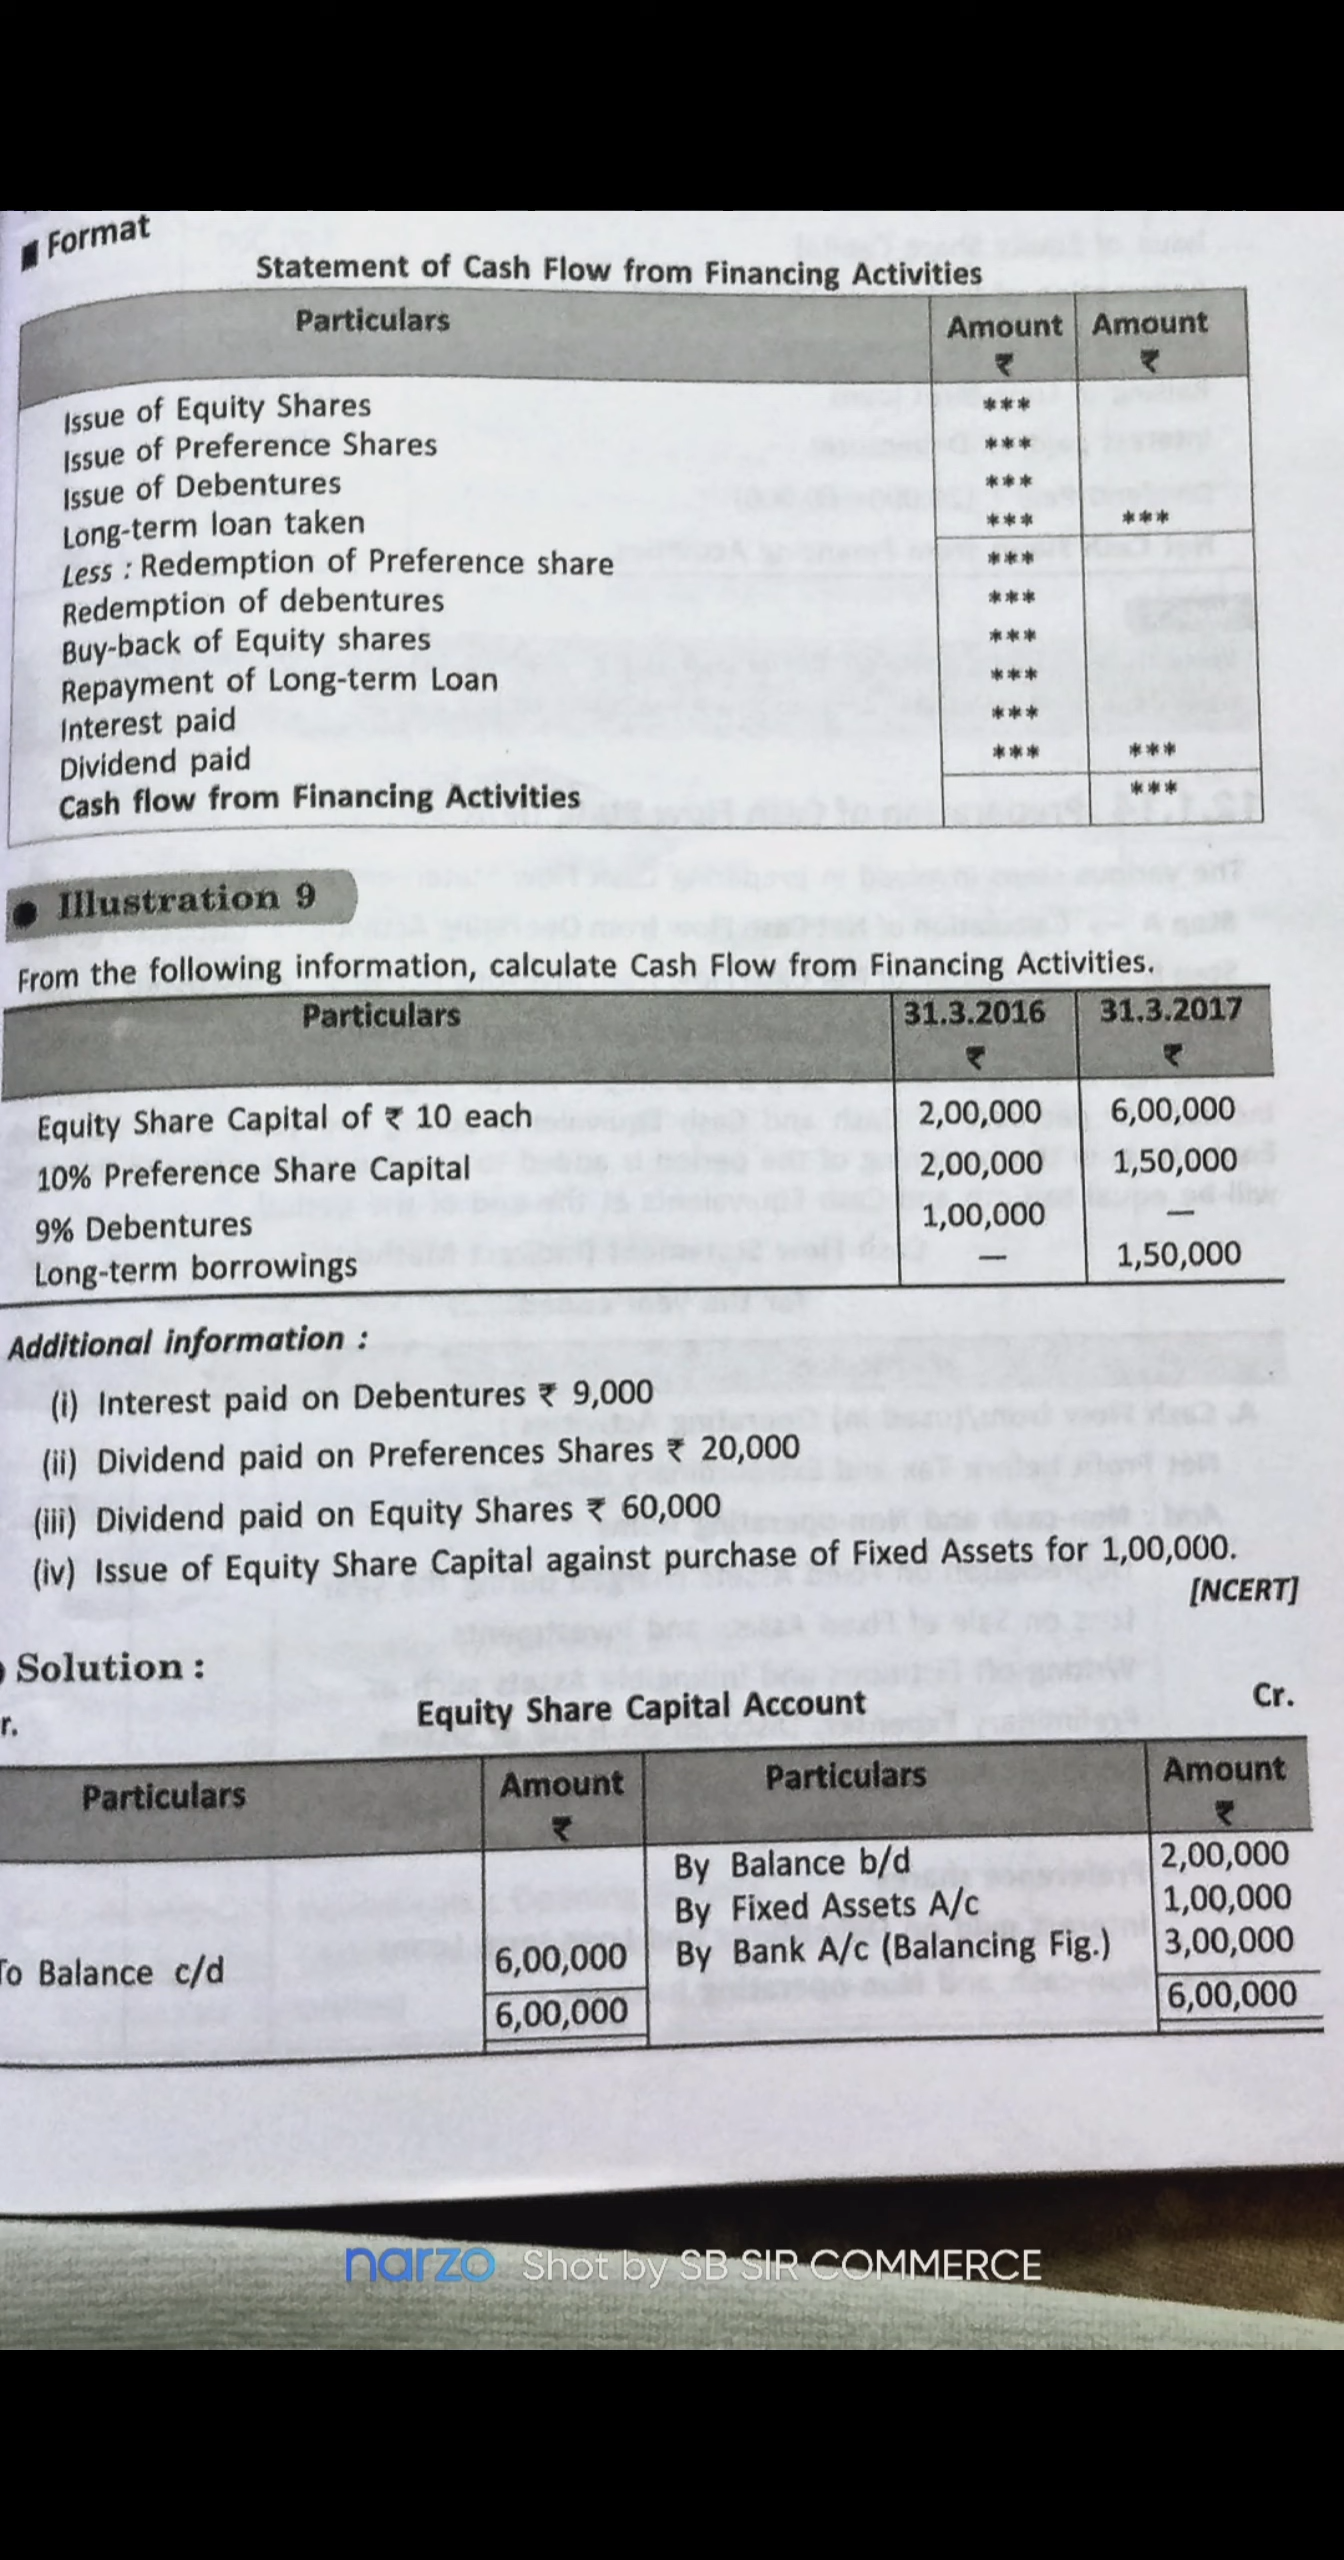 Format
Statement of Cash Flow from Financing Activities
Particulars Amount ₹ Amount ₹
Issue of Equity Shares ***
Issue of Preference Shares ***
Issue of Debentures ***
Long-term loan taken *** ***
Less : Redemption of Preference share ***
Redemption of debentures ***
Buy-back of Equity shares ***
Repayment of Long-term Loan ***
Interest paid ***
Dividend paid *** ***
Cash flow from Financing Activities ***
Illustration 9
From the following information, calculate Cash Flow from Financing Activities.
Particulars 31.3.2016 ₹ 31.3.2017 ₹
Equity Share Capital of ₹ 10 each 2,00,000 6,00,000
10% Preference Share Capital 2,00,000 1,50,000
9% Debentures 1,00,000 —
Long-term borrowings — 1,50,000
Additional information :
(i) Interest paid on Debentures ₹ 9,000
(ii) Dividend paid on Preferences Shares ₹ 20,000
(iii) Dividend paid on Equity Shares ₹ 60,000
(iv) Issue of Equity Share Capital against purchase of Fixed Assets for 1,00,000.
[NCERT]
Solution :
r. Equity Share Capital Account Cr.
Particulars Amount ₹ Particulars Amount ₹
By Balance b/d 2,00,000
By Fixed Assets A/c 1,00,000
To Balance c/d 6,00,000 By Bank A/c (Balancing Fig.) 3,00,000
6,00,000 6,00,000
narzo Shot by SB SIR COMMERCE